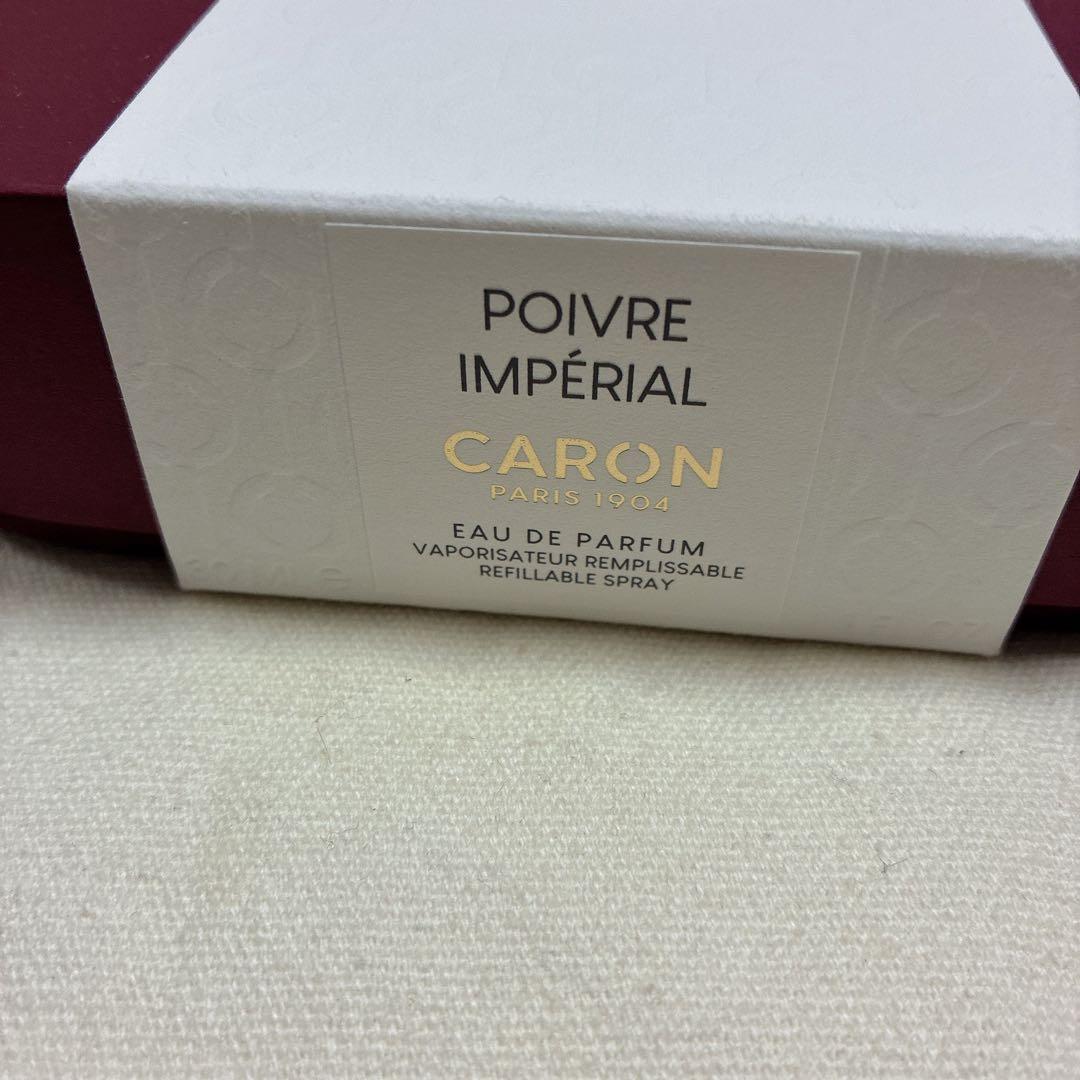 POIVRE
IMPÉRIAL
CARON
PARIS 1904
EAU DE PARFUM
VAPORISATEUR REMPLISSABLE
REFILLABLE SPRAY